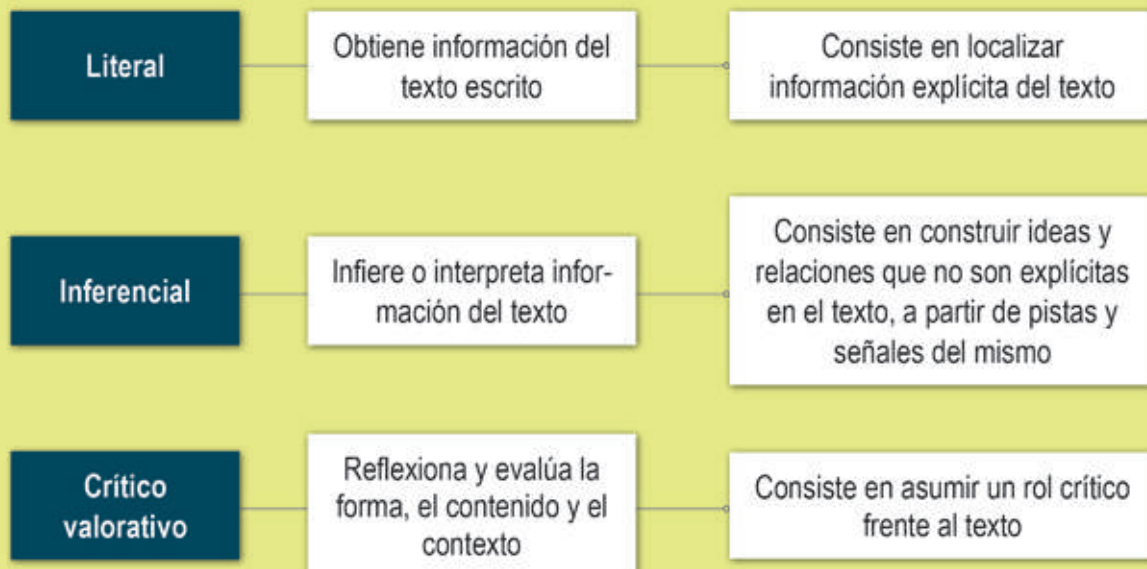 Literal
Obtiene información del
texto escrito
Consiste en localizar
información explícita del texto
Inferencial
Infiere o interpreta infor-
mación del texto
Consiste en construir ideas y
relaciones que no son explícitas
en el texto, a partir de pistas y
señales del mismo
Crítico
valorativo
Reflexiona y evalúa la
forma, el contenido y el
contexto
Consiste en asumir un rol crítico
frente al texto